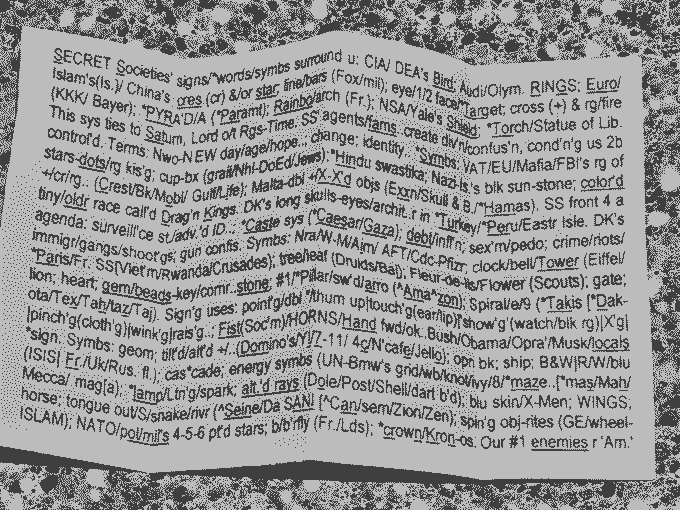 SECRET Societies' signs/*words/symbs surround u: CIA/ DEA's Bird; Audi/Olym. RINGS; Euro/
Islam's(Is.)/ China's cres.(cr) &/or star; line/bars (Fox/mil); eye/1/2 face/*Target; cross (+) & rg/fire
(KKK/ Bayer); *PYRA'D/A (*Paramt); Rainbo/arch (Fr.); NSA/Yale's Shield; *Torch/Statue of Lib.
This sys ties to Saturn, Lord o/t Rgs-Time. SS' agents/fams. create div'n/confus'n, cond'n'g us 2b
control'd. Terms: Nwo-NEW day/age/hope..; change; identity. *Symbs: VAT/EU/Mafia/FBI's rg of
stars-dots/rg kis'g; cup-bx (grail/Nhl-DoEd/Jews);*Hindu swastika; Nazi-Is.'s blk sun-stone; color'd
+/cr/rg.. (Crest/Bk/Mobl/ Gulf/Life); Malta-dbl +/X-X'd objs (Exxn/Skull & B./*Hamas). SS front 4 a
tiny/oldr race call'd Drag'n Kings. DK's long skulls-eyes/archit..r in *Turkey/*Peru/Eastr Isle. DK's
agenda: surveill'ce st./adv.'d ID..; *Caste sys (*Caesar/Gaza); debt/infl'n; sex'm/pedo; crime/riots/
immigr/gangs/shoot'gs; gun confis. Symbs: Nra/W-M/Ajm/ AFT/Cdc-Pfizr; clock/bell/Tower (Eiffel/
*Paris/Fr. SS[Viet'm/Rwanda/Crusades); tree/leaf (Druids/Bai); Fleur-de-lis/Flower (Scouts); gate;
lion; heart; gem/beads-key/cornr..stone; #1/*Pillar/sw'd/arro (^Ama*zon); Spiral/6/9 (*Takis [*Dak-
ota/Tex/Tah/taz/Taj). Sign'g uses: point'g/dbl */thum up|touch'g(ear/lip)|*show'g'(watch/blk rg)|X'g|
|pinch'g(cloth'g)|wink'g|rais'g..; Fist(Soc'm)/HORNS/Hand fwd/ok. Bush/Obama/Opra'/Musk/locals
*sign. Symbs: geom; tilt'd/alt'd +/..(Domino's/Y|7-11/ 4c/N'cafe/Jello); opn bk; ship; B&W|R/W/blu
(ISIS| Fr./Uk/Rus. fl.); cas*cade; energy symbs (UN-Bmw's grid/wb/knot/ivy/8/*maze..[*mas/Mah/
Mecca/ mag(a); *lamp/Ltn'g/spark; alt.'d rays (Dole/Post/Shell/dart b'd); blu skin/X-Men; WINGS;
horse; tongue out/S/snake/rivr (^Seine/Da SAN! [^Can/sem/Zion/Zen); spin'g obj-rites (GE/wheel-
ISLAM); NATO/pol/mil's 4-5-6 pt'd stars; b/b'rfly (Fr./Lds); *crown/Kron-os. Our #1 enemies r 'Am.'